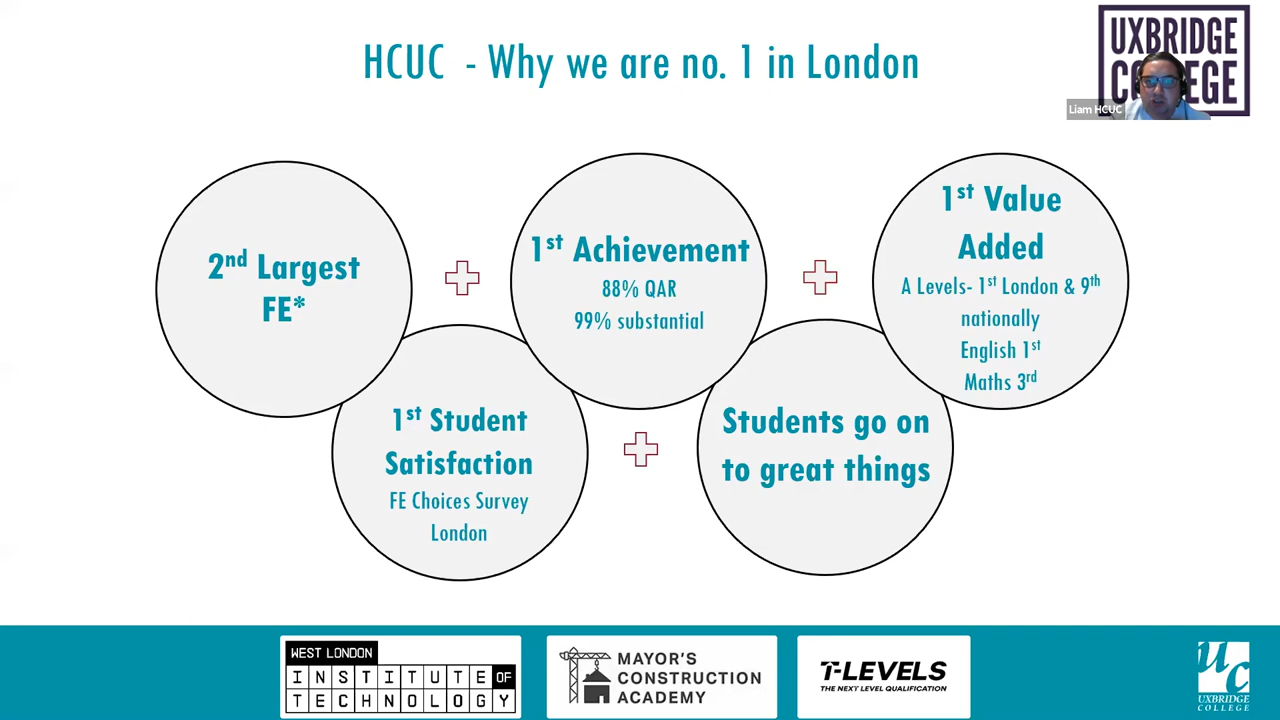 HCUC - Why we are no. 1 in London
UXBRIDGE
COLLEGE
Liam HCUC
2nd Largest
FE*
1st Achievement
88% QAR
99% substantial
1st Value
Added
A Levels- 1st London & 9th
nationally
English 1st
Maths 3rd
1st Student
Satisfaction
FE Choices Survey
London
Students go on
to great things
WEST LONDON
INSTITUTE OF
TECHNOLOGY
MAYOR'S
CONSTRUCTION
ACADEMY
T-LEVELS
THE NEXT LEVEL QUALIFICATION
uc
UXBRIDGE
COLLEGE